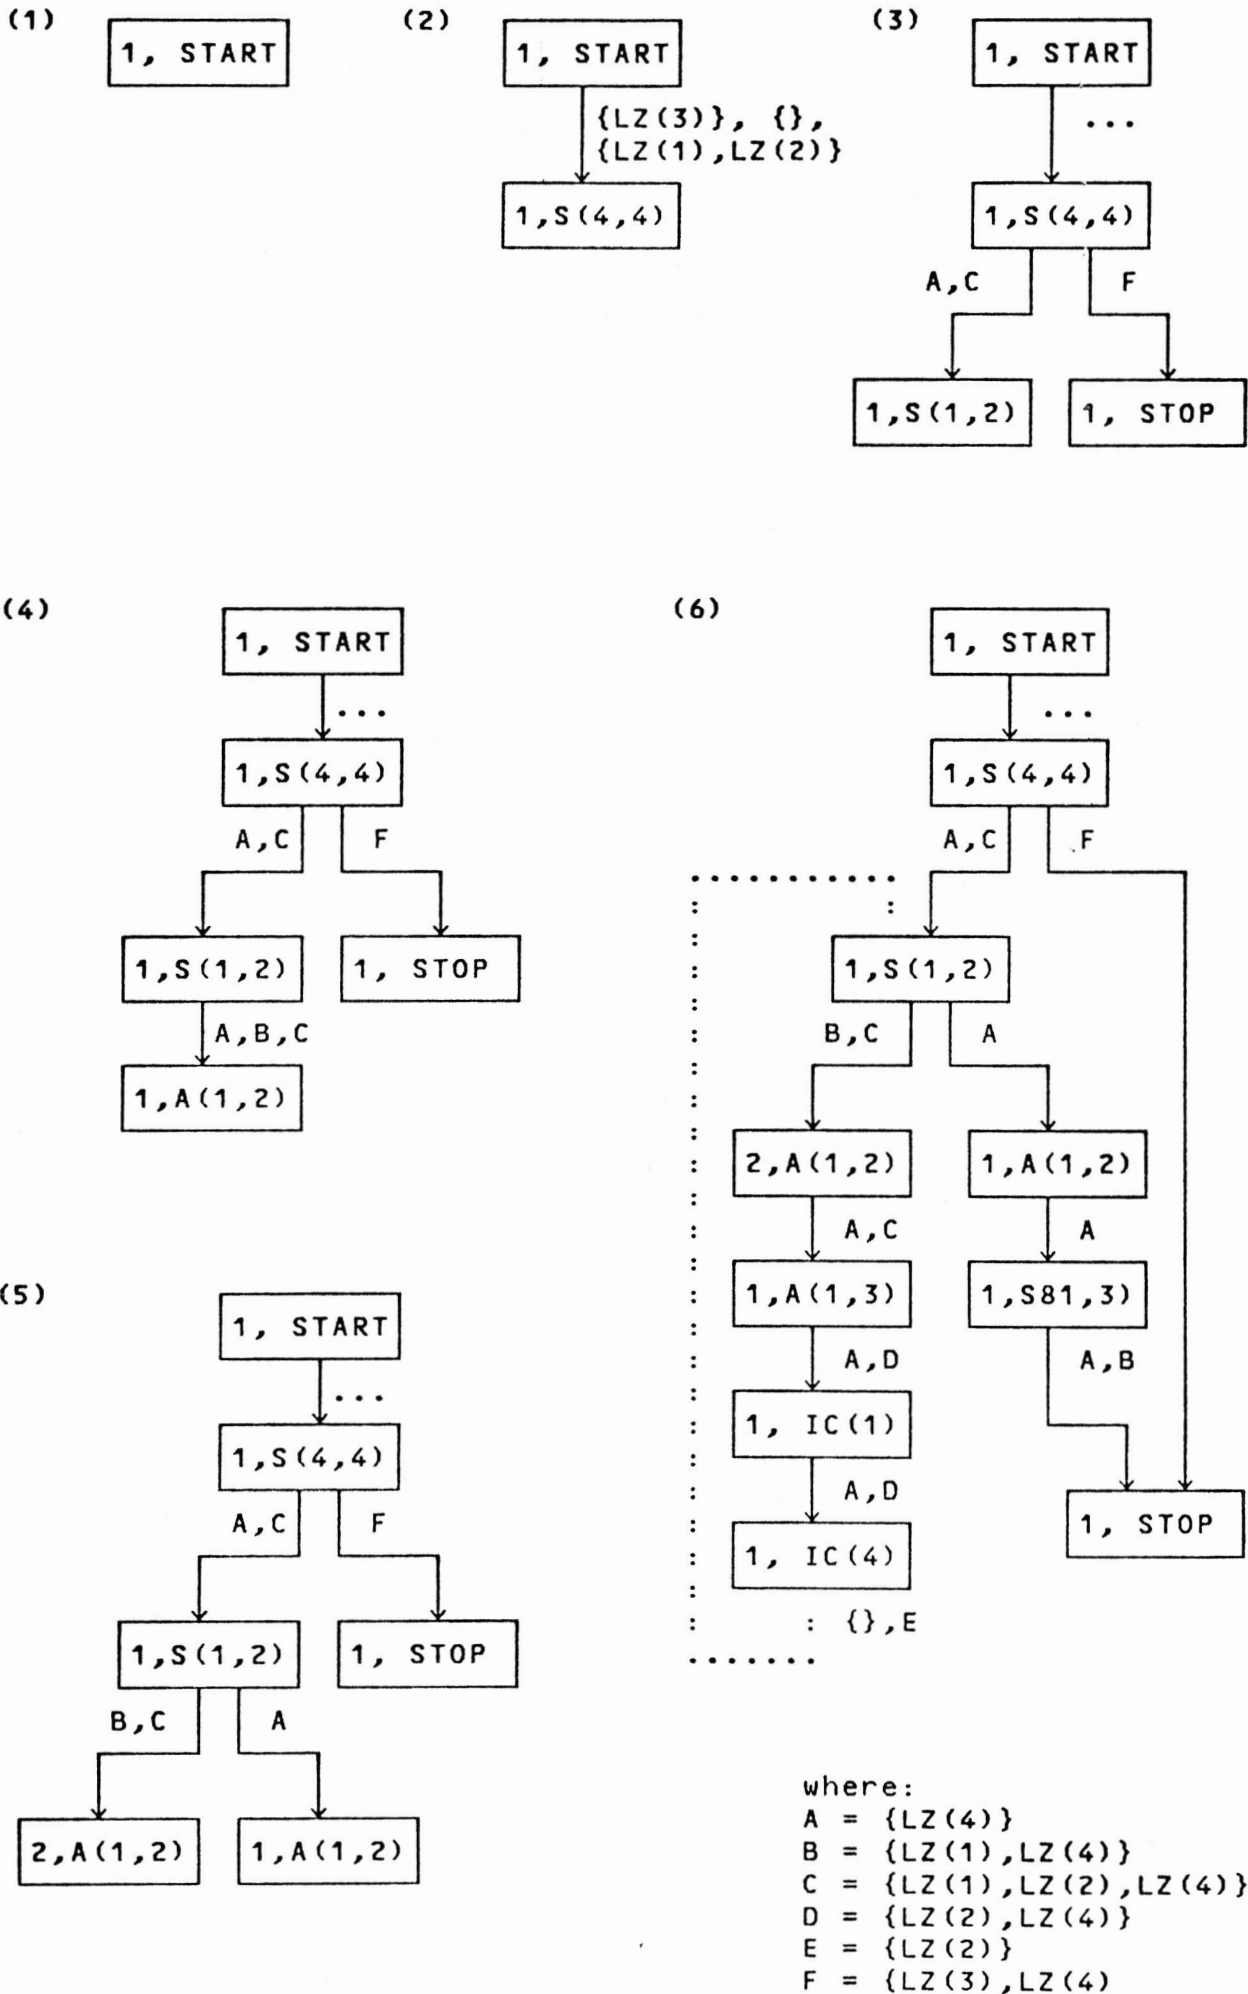 (1)
1, START
(2)
1, START
{LZ(3)}, {},
{LZ(1),LZ(2)}
1,S(4,4)
(3)
1, START
...
1,S(4,4)
A,C
F
1,S(1,2)
1, STOP
(4)
1, START
...
1,S(4,4)
A,C
F
1,S(1,2)
1, STOP
A,B,C
1,A(1,2)
(5)
1, START
...
1,S(4,4)
A,C
F
1,S(1,2)
1, STOP
B,C
A
2,A(1,2)
1,A(1,2)
(6)
1, START
...
1,S(4,4)
A,C
F
1,S(1,2)
B,C
A
2,A(1,2)
1,A(1,2)
A,C
A
1,A(1,3)
1,S81,3)
A,D
A,B
1, IC(1)
A,D
1, STOP
1, IC(4)
{},E
where:
A = {LZ(4)}
B = {LZ(1),LZ(4)}
C = {LZ(1),LZ(2),LZ(4)}
D = {LZ(2),LZ(4)}
E = {LZ(2)}
F = {LZ(3),LZ(4)